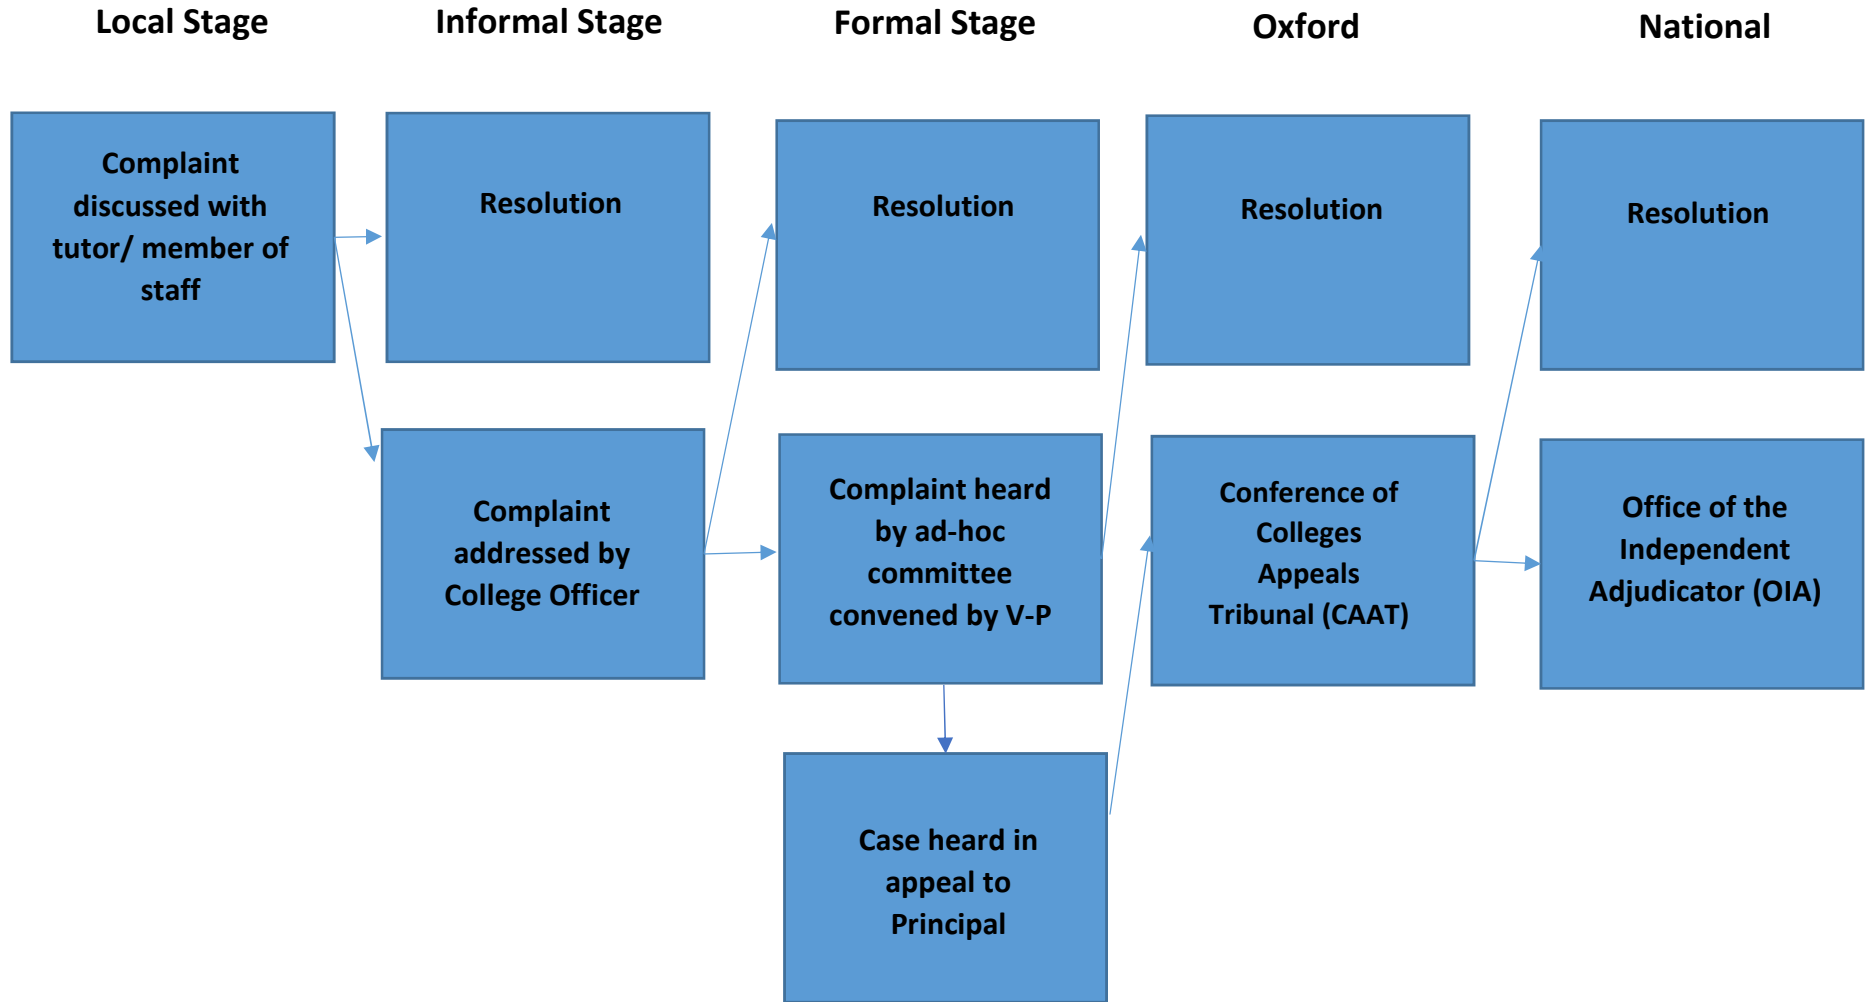 Local Stage
Informal Stage
Formal Stage
Oxford
National
Complaint
discussed with
tutor/ member of
staff
Resolution
Resolution
Resolution
Resolution
Complaint
addressed by
College Officer
Complaint heard
by ad-hoc
committee
convened by V-P
Conference of
Colleges
Appeals
Tribunal (CAAT)
Office of the
Independent
Adjudicator (OIA)
Case heard in
appeal to
Principal